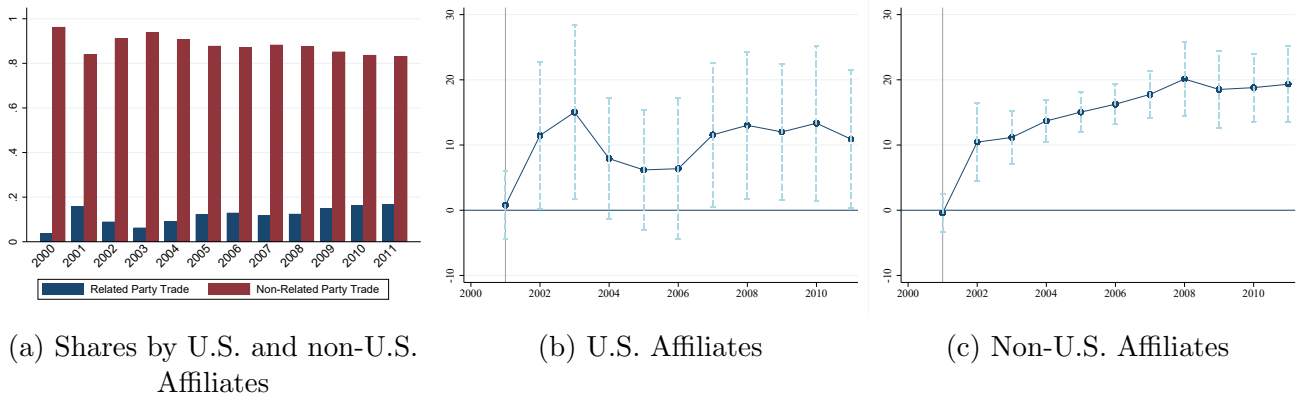 1
.8
.6
.4
.2
0
2000 2001 2002 2003 2004 2005 2006 2007 2008 2009 2010 2011
Related Party Trade Non-Related Party Trade
(a) Shares by U.S. and non-U.S.
Affiliates
30
20
10
0
-10
2000 2002 2004 2006 2008 2010
(b) U.S. Affiliates
30
20
10
0
-10
2000 2002 2004 2006 2008 2010
(c) Non-U.S. Affiliates